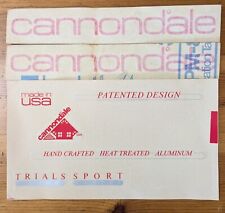 cannondale
cannondale
made in
usa
PATENTED DESIGN
cannondale
HAND CRAFTED · HEAT TREATED · ALUMINUM
TRIALS SPORT